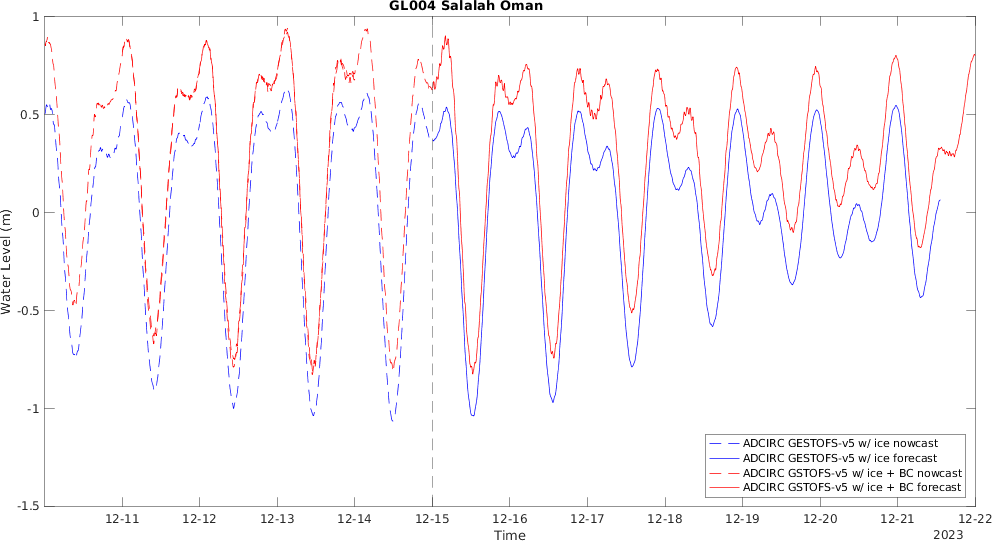 GL004 Salalah Oman
1
0.5
0
-0.5
-1
-1.5
Water Level (m)
ADCIRC GESTOFS-v5 w/ ice nowcast
ADCIRC GESTOFS-v5 w/ ice forecast
ADCIRC GSTOFS-v5 w/ ice + BC nowcast
ADCIRC GSTOFS-v5 w/ ice + BC forecast
12-11 12-12 12-13 12-14 12-15 12-16 12-17 12-18 12-19 12-20 12-21 12-22
Time
2023